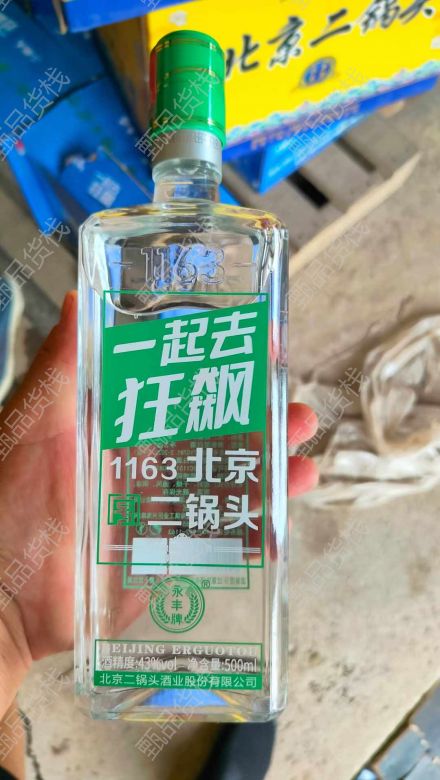 北京二锅头
1163
一起去
狂飙
1163 北京
二锅头
永丰牌®
BEIJING ERGUOTOU
酒精度:43%vol 净含量:500ml
北京二锅头酒业股份有限公司
甄品货栈